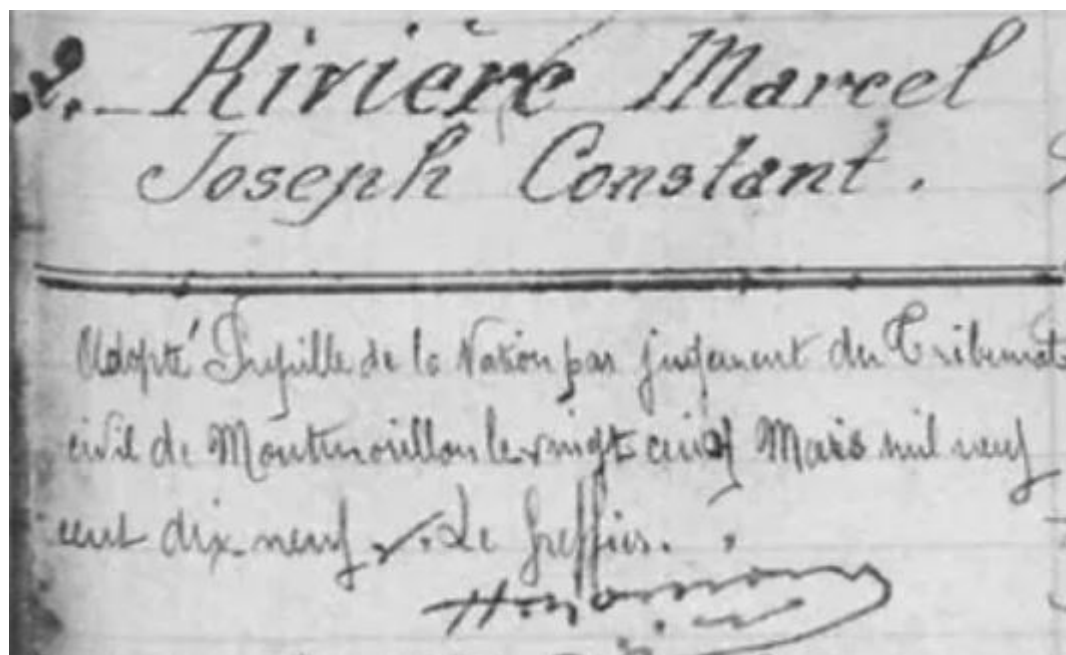 2. Rivière Marcel
Joseph Constant.
Adopté Pupille de la Nation par jugement du Tribunal
civil de Montmorillon le vingt cinq Mars mil neuf
cent dix-neuf. Le Greffier.